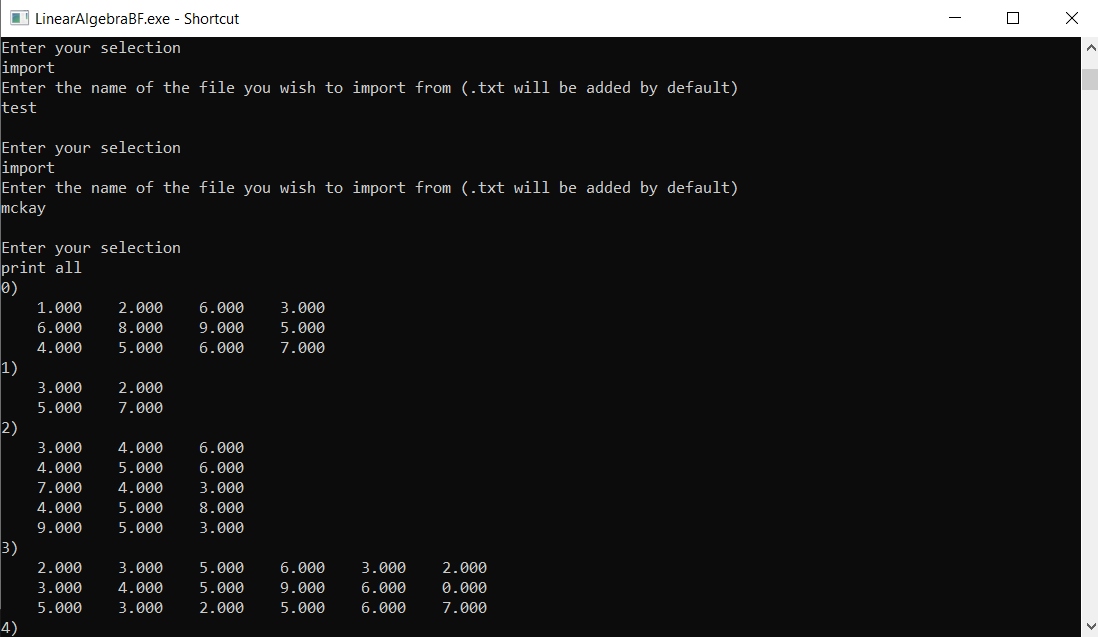 LinearAlgebraBF.exe - Shortcut
Enter your selection
import
Enter the name of the file you wish to import from (.txt will be added by default)
test
Enter your selection
import
Enter the name of the file you wish to import from (.txt will be added by default)
mckay
Enter your selection
print all
0)
1.000 2.000 6.000 3.000
6.000 8.000 9.000 5.000
4.000 5.000 6.000 7.000
1)
3.000 2.000
5.000 7.000
2)
3.000 4.000 6.000
4.000 5.000 6.000
7.000 4.000 3.000
4.000 5.000 8.000
9.000 5.000 3.000
3)
2.000 3.000 5.000 6.000 3.000 2.000
3.000 4.000 5.000 9.000 6.000 0.000
5.000 3.000 2.000 5.000 6.000 7.000
4)